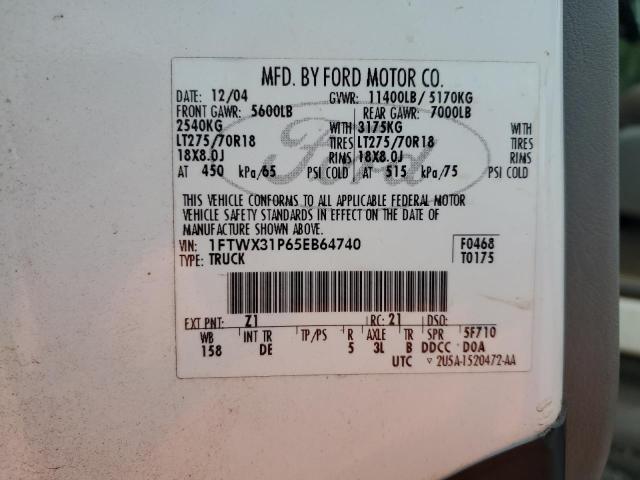 MFD. BY FORD MOTOR CO.
DATE: 12/04 GVWR: 11400LB/ 5170KG
FRONT GAWR: 5600LB REAR GAWR: 7000LB
2540KG WITH 3175KG WITH
LT275/70R18 TIRES LT275/70R18 TIRES
18X8.0J RIMS 18X8.0J RIMS
AT 450 kPa/65 PSI COLD AT 515 kPa/75 PSI COLD
THIS VEHICLE CONFORMS TO ALL APPLICABLE FEDERAL MOTOR
VEHICLE SAFETY STANDARDS IN EFFECT ON THE DATE OF
MANUFACTURE SHOWN ABOVE.
VIN: 1FTWX31P65EB64740 F0468
TYPE: TRUCK T0175
EXT PNT: Z1 RC: 21 DSO:
WB INT TR TP/PS R AXLE TR SPR 5F710
158 DE 5 3L B DDCC DOA
UTC 2U5A-1520472-AA
Ford